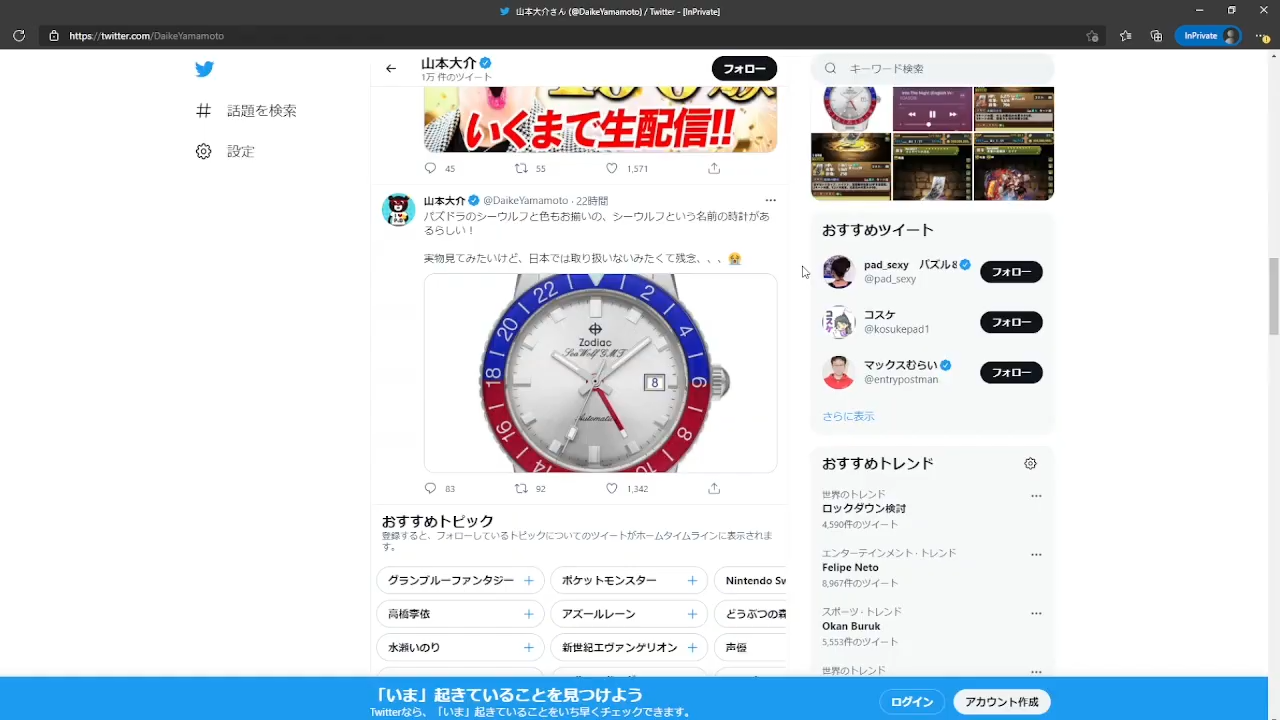 山本大介さん (@DaikeYamamoto) / Twitter - [InPrivate]
https://twitter.com/DaikeYamamoto
InPrivate
話題を検索
設定
山本大介
1万 件のツイート
フォロー
いくまで生配信!!
45
55
1,571
山本大介 @DaikeYamamoto · 22時間
パズドラのシーウルフと色もお揃いの、シーウルフという名前の時計があ
るらしい！
実物見てみたいけど、日本では取り扱いないみたくて残念、、、
22 2 4 6 8 10 14 16 18 20
Zodiac
Sea Wolf GMT
8
Automatic
83
92
1,342
おすすめトピック
登録すると、フォローしているトピックについてのツイートがホームタイムラインに表示されま
す。
グランブルーファンタジー
ポケットモンスター
Nintendo Sw
高橋李依
アズールレーン
どうぶつの森
水瀬いのり
新世紀エヴァンゲリオン
声優
キーワード検索
おすすめツイート
pad_sexy パズル8
@pad_sexy
フォロー
コスケ
@kosukepad1
フォロー
マックスむらい
@entrypostman
フォロー
さらに表示
おすすめトレンド
世界のトレンド
ロックダウン検討
4,590件のツイート
エンターテインメント · トレンド
Felipe Neto
8,967件のツイート
スポーツ · トレンド
Okan Buruk
5,553件のツイート
世界のトレンド
「いま」起きていることを見つけよう
Twitterなら、「いま」起きていることをいち早くチェックできます。
ログイン
アカウント作成